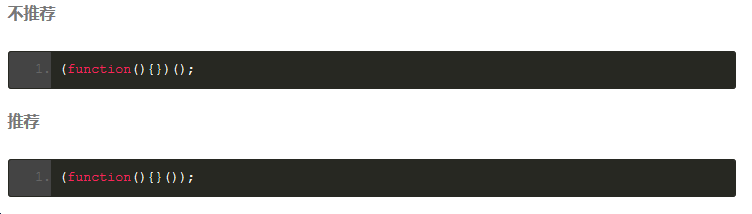 不推荐
1. (function(){})();
推荐
1. (function(){}());